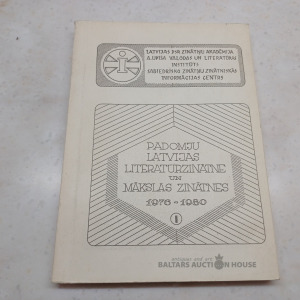 LATVIJAS PSR ZINĀTŅU AKADĒMIJA
A.UPĪŠA VALODAS UN LITERATŪRAS
INSTITŪTS
SABIEDRISKO ZINĀTŅU ZINĀTNISKĀS
INFORMĀCIJAS CENTRS
PADOMJU
LATVIJAS
LITERATŪRZINĀTNE
UN
MĀKSLAS ZINĀTNES
1976-1980
I
BALTARS AUCTION HOUSE